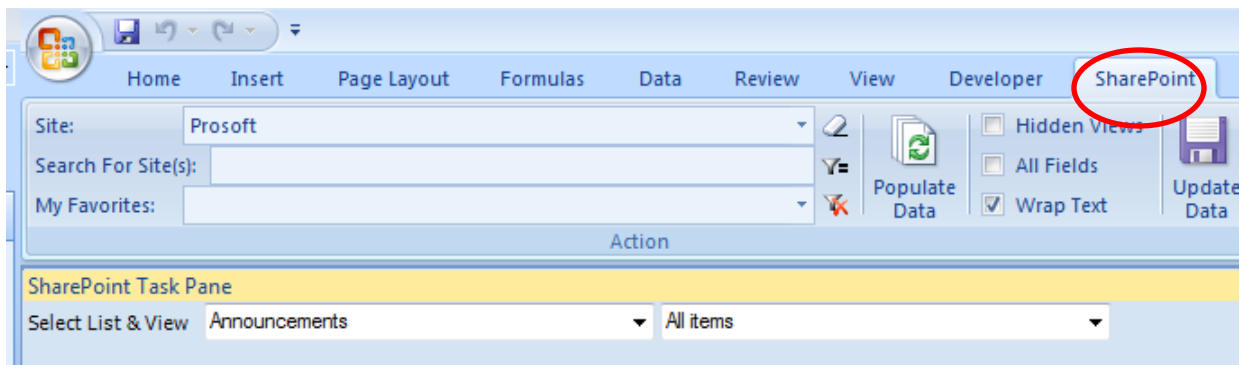 Home Insert Page Layout Formulas Data Review View Developer SharePoint
Site: Prosoft Hidden Views
Search For Site(s): All Fields
Populate Update
My Favorites: Data Wrap Text Data
Action
SharePoint Task Pane
Select List & View Announcements All items